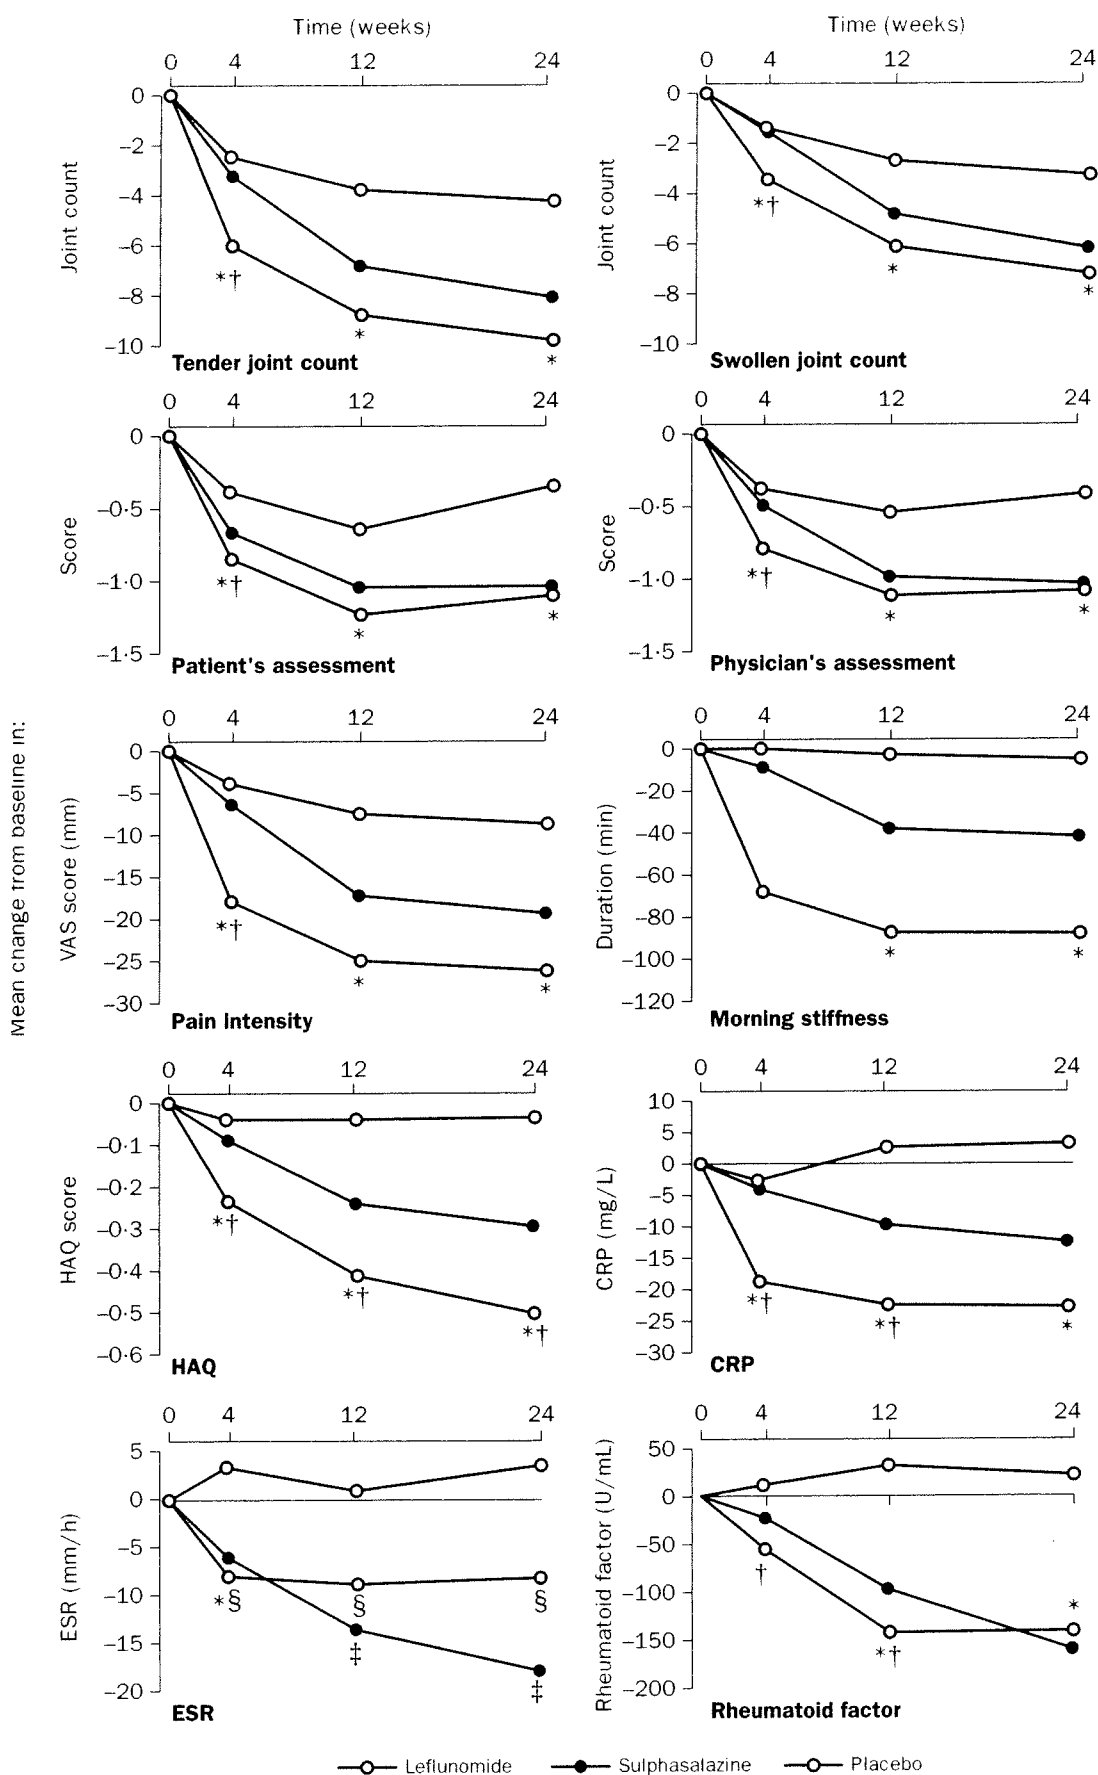 Time (weeks)
0 4 12 24
0
–2
–4
–6
–8
–10
Joint count
*†
*
*
Tender joint count
Time (weeks)
0 4 12 24
0
–2
–4
–6
–8
–10
Joint count
*†
*
*
Swollen joint count
0 4 12 24
0
–0·5
–1·0
–1·5
Score
*†
*
*
Patient's assessment
0 4 12 24
0
–0·5
–1·0
–1·5
Score
*†
*
*
Physician's assessment
Mean change from baseline in:
0 4 12 24
0
–5
–10
–15
–20
–25
–30
VAS score (mm)
*†
*
*
Pain Intensity
0 4 12 24
0
–20
–40
–60
–80
–100
–120
Duration (min)
*
*
Morning stiffness
0 4 12 24
0
–0·1
–0·2
–0·3
–0·4
–0·5
–0·6
HAQ score
*†
*†
*†
HAQ
0 4 12 24
10
5
0
–5
–10
–15
–20
–25
–30
CRP (mg/L)
*†
*†
*
CRP
0 4 12 24
5
0
–5
–10
–15
–20
ESR (mm/h)
*§
§
§
‡
‡
ESR
0 4 12 24
50
0
–50
–100
–150
–200
Rheumatoid factor (U/mL)
†
*†
*
Rheumatoid factor
Leflunomide Sulphasalazine Placebo